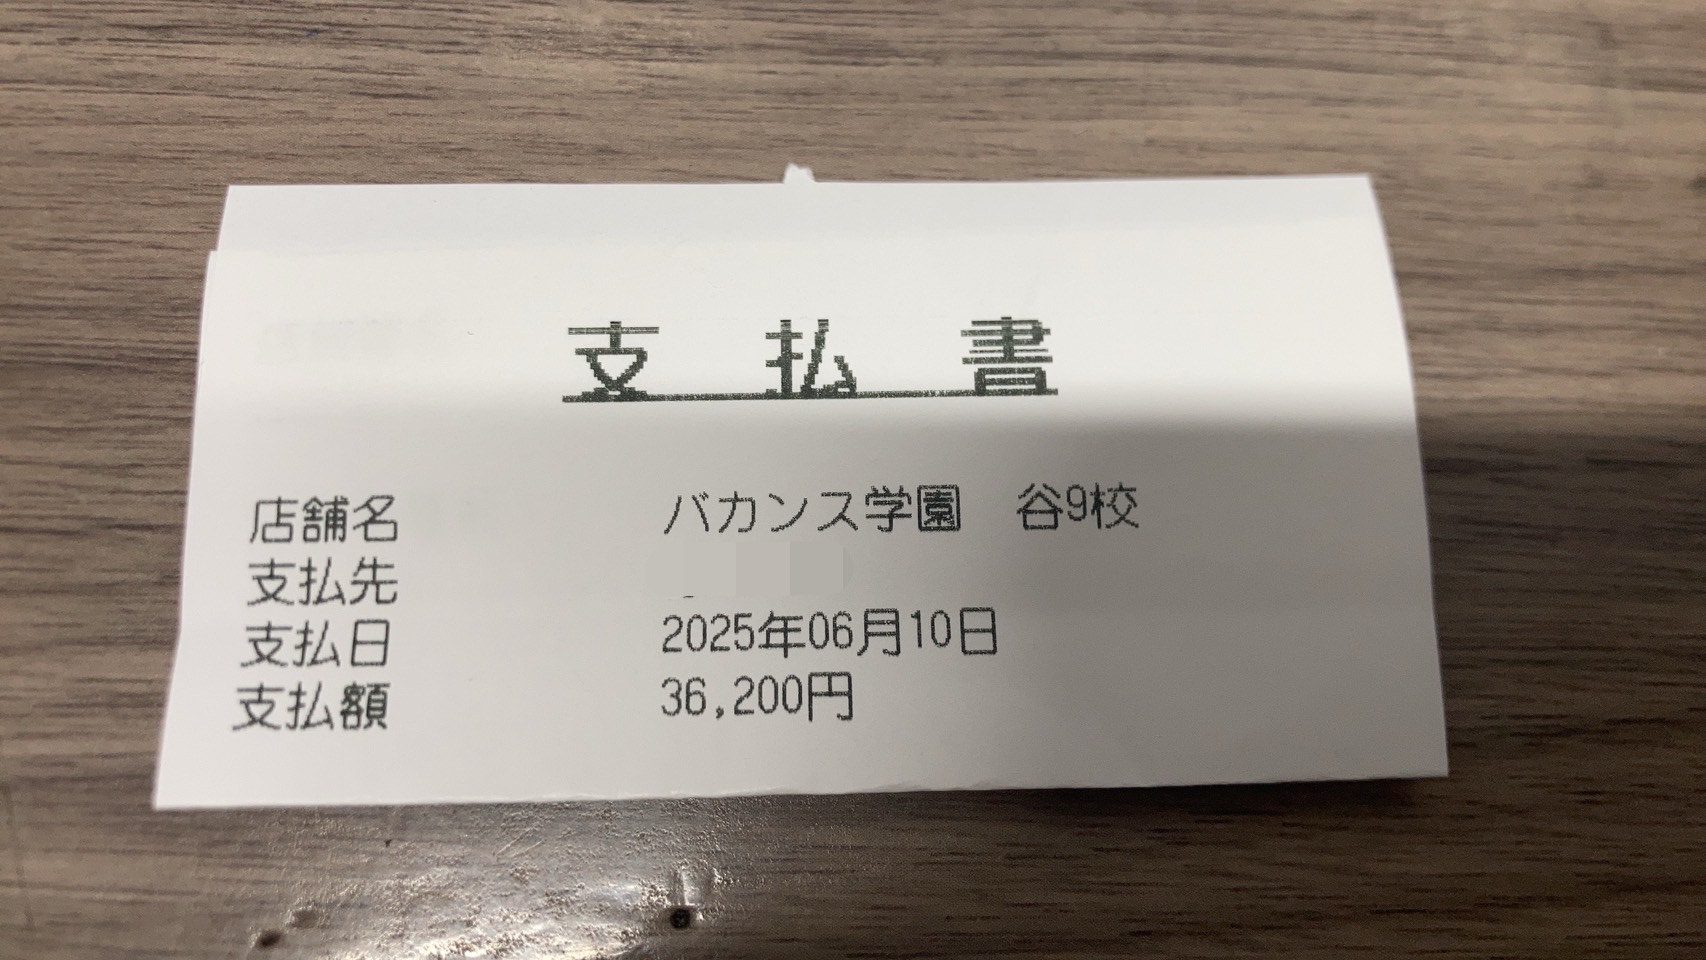 支払書
店舗名 バカンス学園 谷9校
支払先
支払日 2025年06月10日
支払額 36,200円